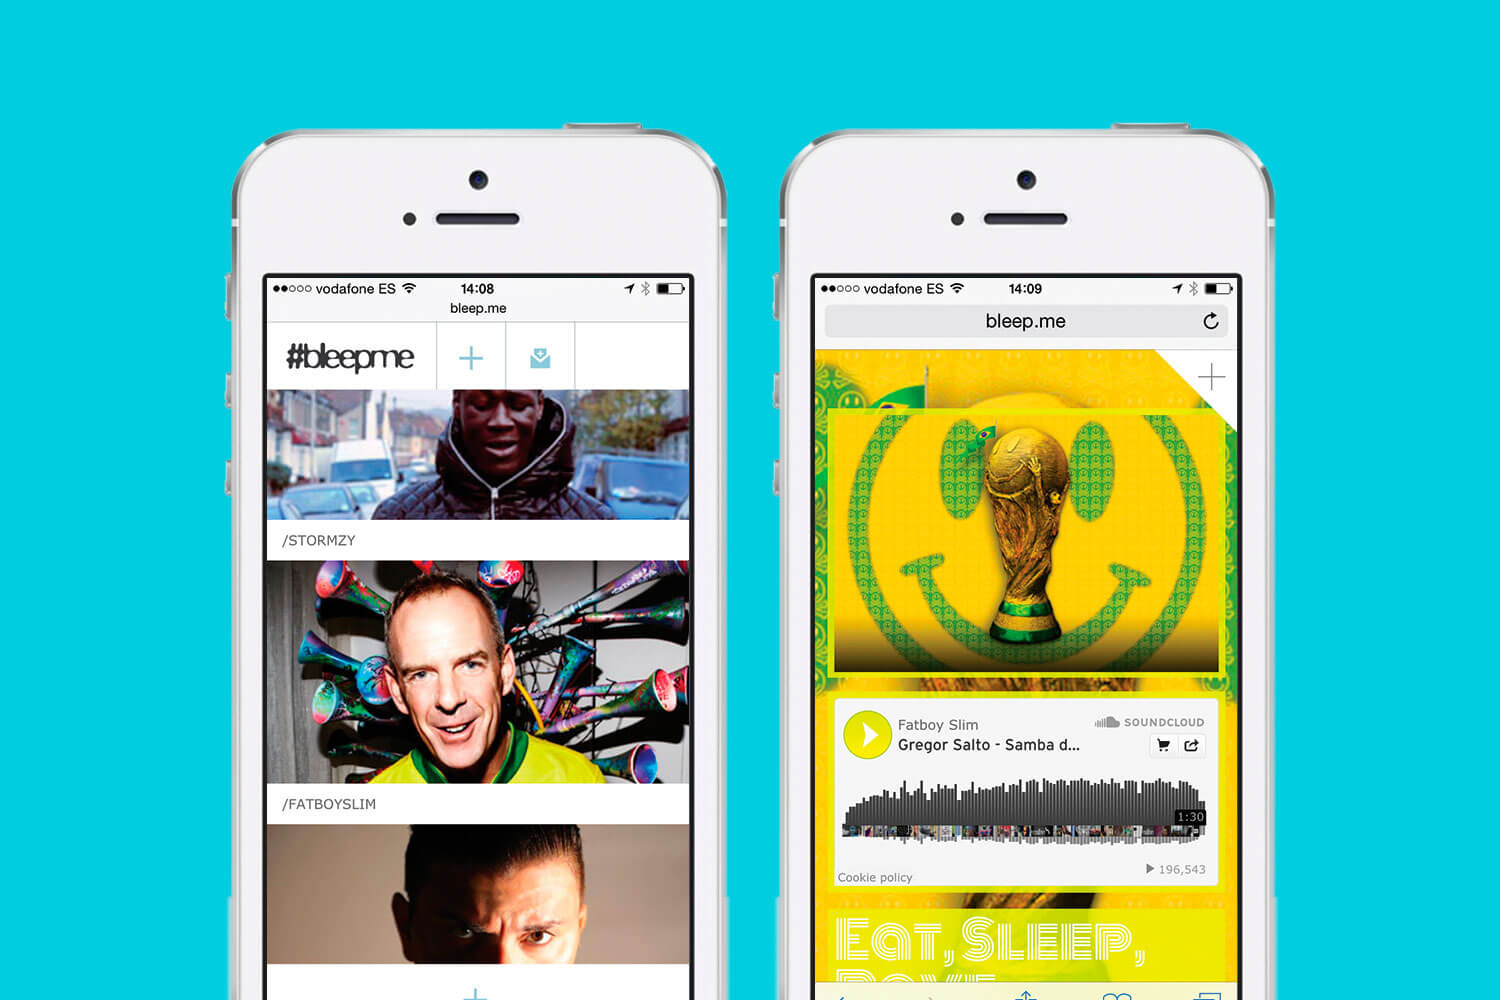 vodafone ES
14:08
bleep.me
#bleepme
/STORMZY
/FATBOYSLIM
vodafone ES
14:09
bleep.me
Fatboy Slim
SOUNDCLOUD
Gregor Salto - Samba d...
1:30
196,543
Cookie policy
EAT, SLEEP,